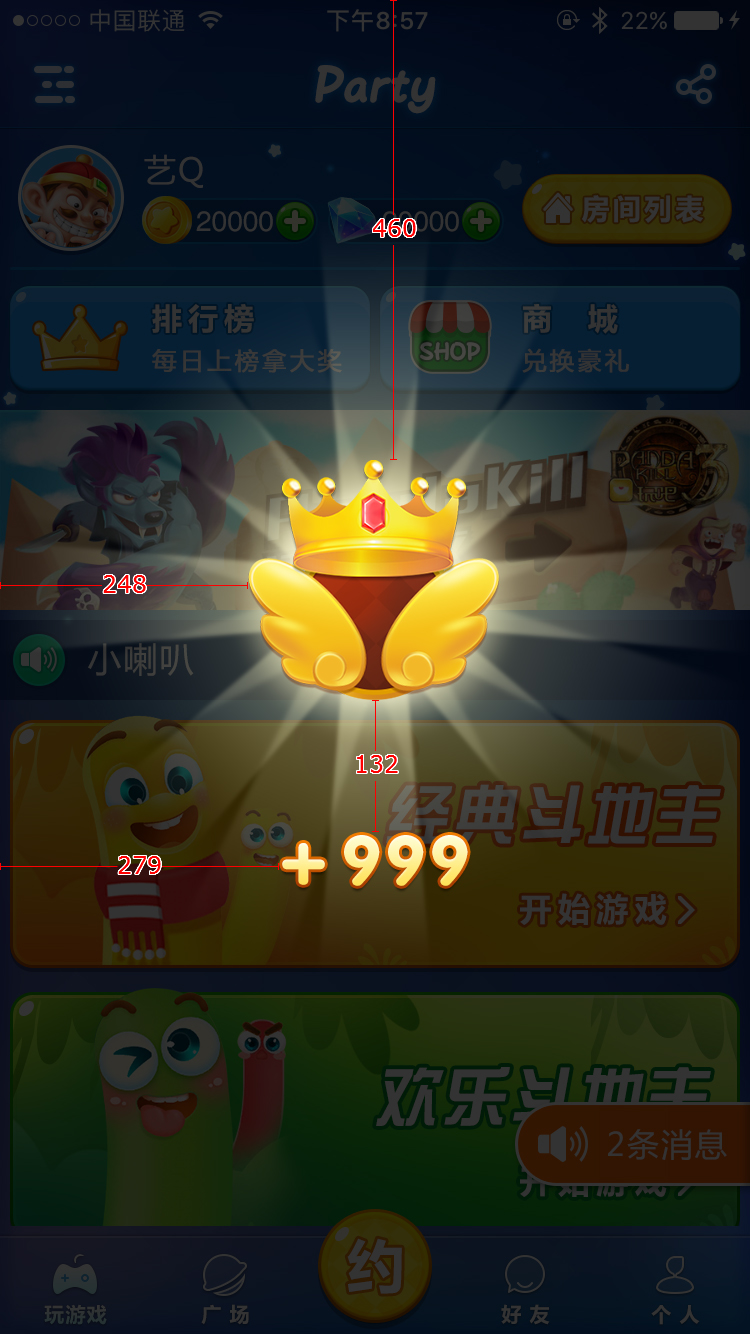 中国联通
下午8:57
22%
Party
艺Q
20000
460
房间列表
排行榜
每日上榜拿大奖
商 城
SHOP
兑换豪礼
Kill
PANDA
KILL
3
248
小喇叭
132
经典斗地主
279
+999
开始游戏
欢乐斗地主
2条消息
开始游戏
约
玩游戏
广场
好友
个人